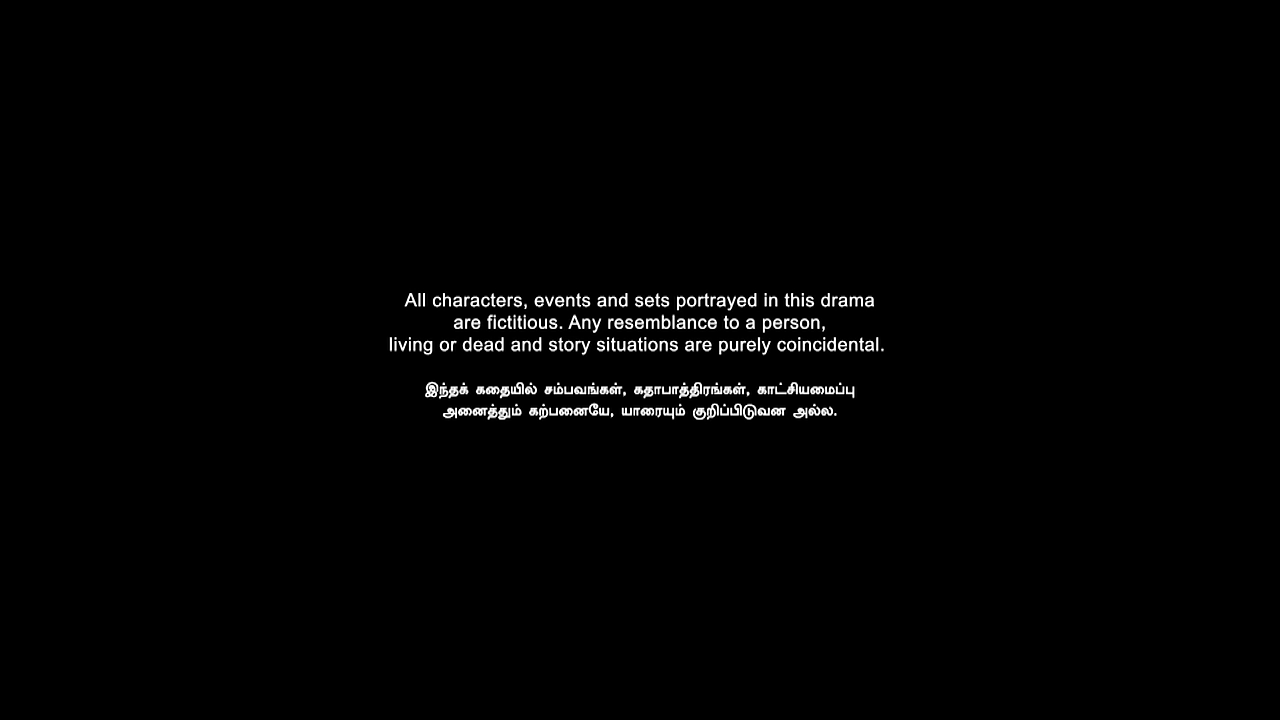 All characters, events and sets portrayed in this drama
are fictitious. Any resemblance to a person,
living or dead and story situations are purely coincidental.
இந்தக் கதையில் சம்பவங்கள், கதாபாத்திரங்கள், காட்சியமைப்பு
அனைத்தும் கற்பனையே, யாரையும் குறிப்பிடுவன அல்ல.